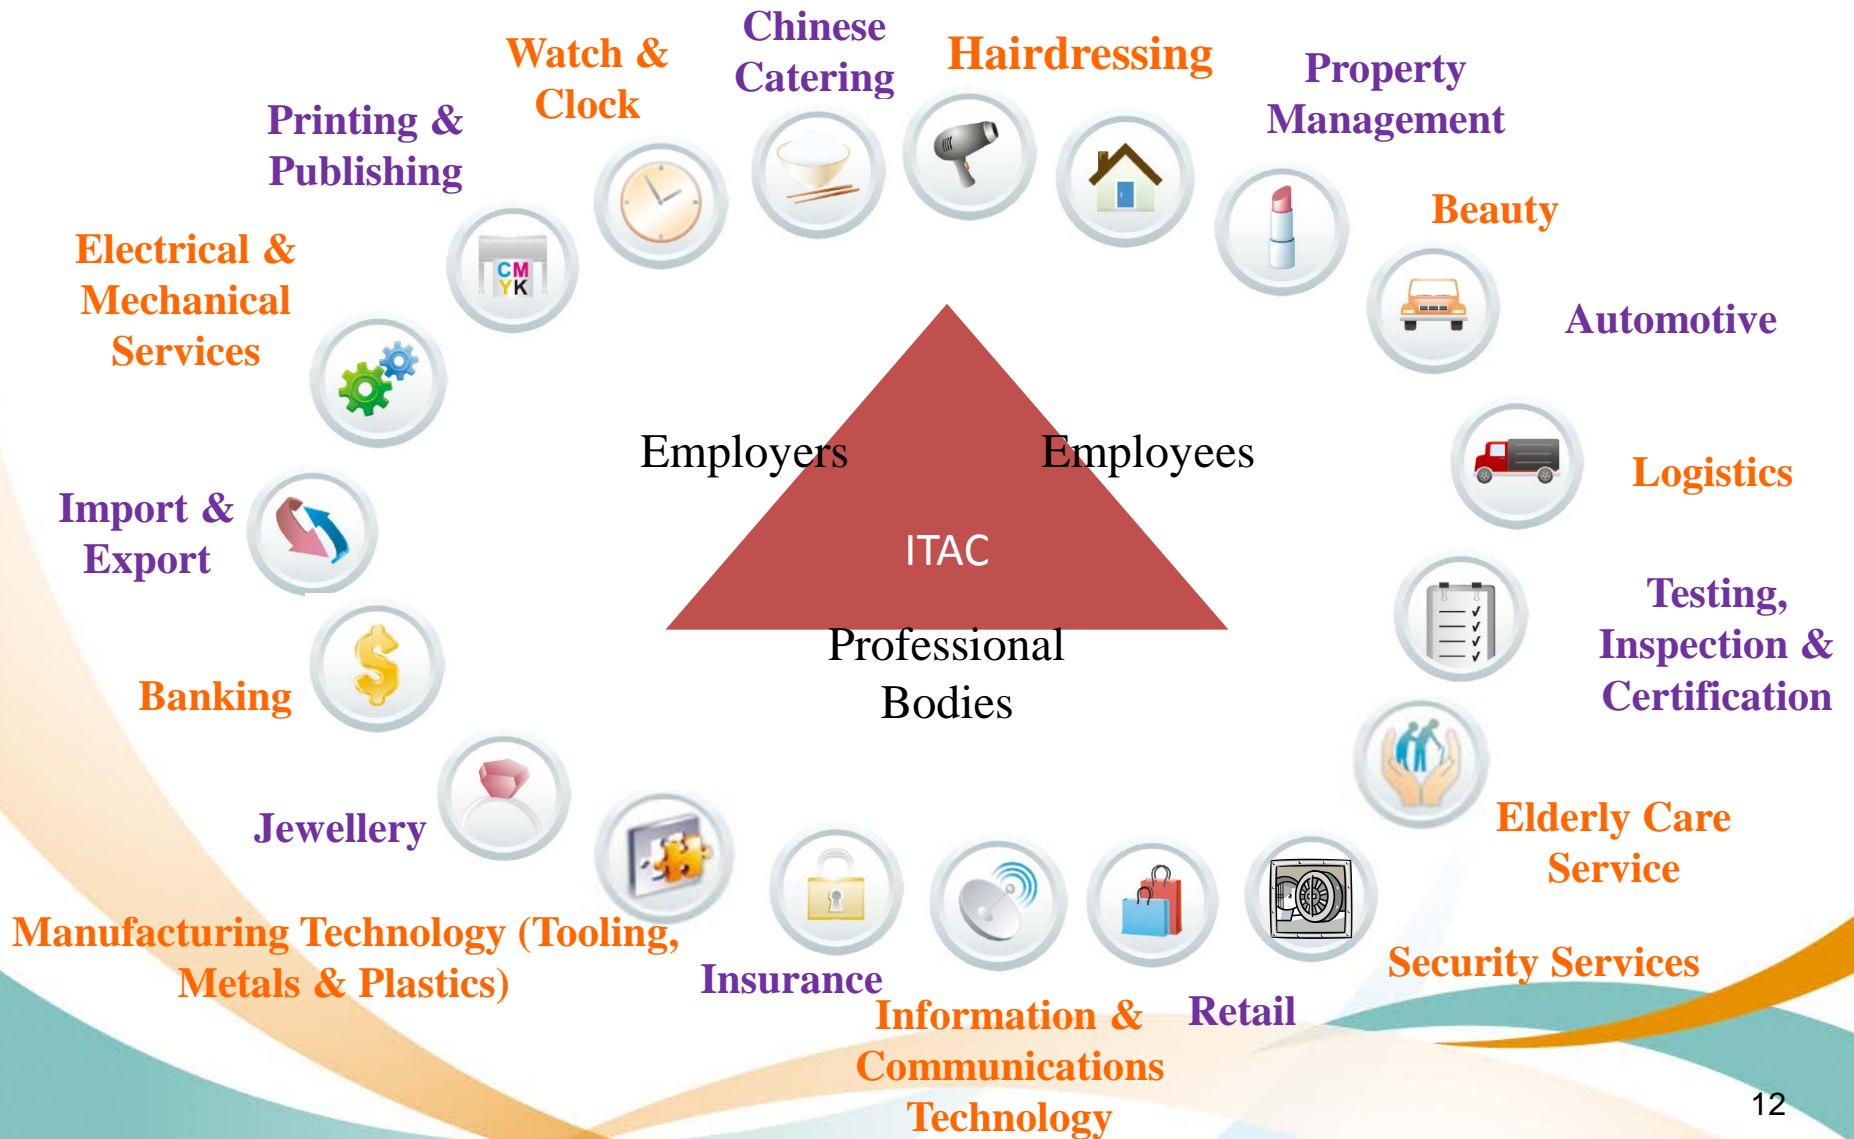 Chinese
Catering
Watch &
Clock
Hairdressing
Property
Management
Printing &
Publishing
Beauty
Electrical &
Mechanical
Services
CM
YK
Automotive
Employers
Employees
Logistics
Import &
Export
ITAC
Testing,
Inspection &
Certification
Professional
Bodies
Banking
$
Jewellery
Elderly Care
Service
Manufacturing Technology (Tooling,
Metals & Plastics)
Insurance
Security Services
Information &
Communications
Technology
Retail
12